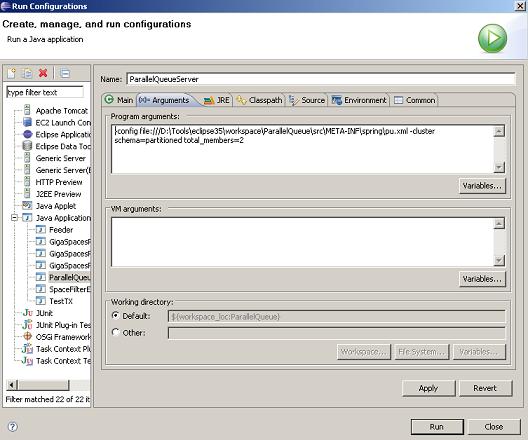 Run Configurations
Create, manage, and run configurations
Run a Java application
type filter text
Apache Tomcat
EC2 Launch Con
Eclipse Applicatio
Eclipse Data Too
Generic Server
Generic Server(E
HTTP Preview
J2EE Preview
Java Applet
Java Application
Feeder
GigaSpacesP
GigaSpacesF
GigaSpacesF
ParallelQueu
SpaceFilterE
TestTX
JUnit
JUnit Plug-in Tes
OSGi Framework
Task Context Plu
Task Context
Filter matched 22 of 22 it
Name: ParallelQueueServer
Main (x)= Arguments JRE Classpath Source Environment Common
Program arguments:
-config file:///D:\Tools\eclipse35\workspace\ParallelQueue\src\META-INF\spring\pu.xml -cluster
schema=partitioned total_members=2
Variables...
VM arguments:
Variables...
Working directory:
Default: ${workspace_loc:ParallelQueue}
Other:
Workspace... File System... Variables...
Apply Revert
Run Close